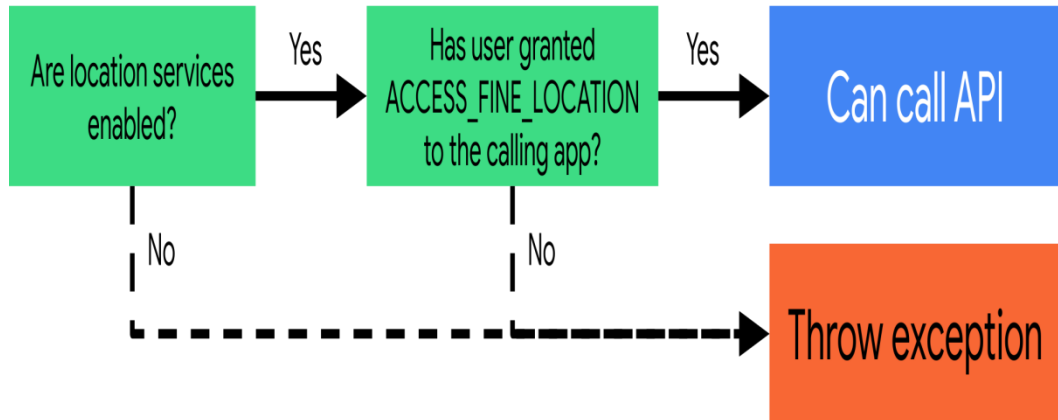 Are location services
enabled?
Yes
Has user granted
ACCESS_FINE_LOCATION
to the calling app?
Yes
Can call API
No
No
Throw exception